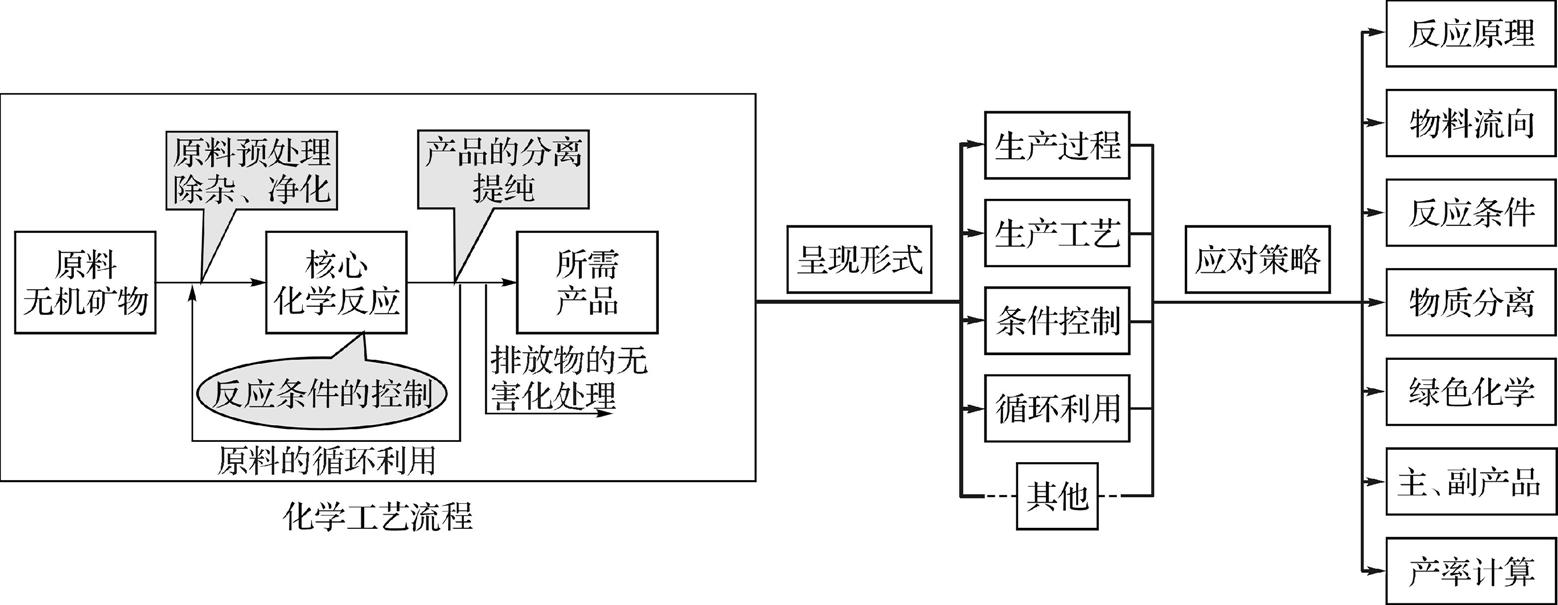 原料预处理
除杂、净化
产品的分离
提纯
原料
无机矿物
核心
化学反应
所需
产品
反应条件的控制
排放物的无
害化处理
原料的循环利用
化学工艺流程
呈现形式
生产过程
生产工艺
条件控制
循环利用
其他
应对策略
反应原理
物料流向
反应条件
物质分离
绿色化学
主、副产品
产率计算